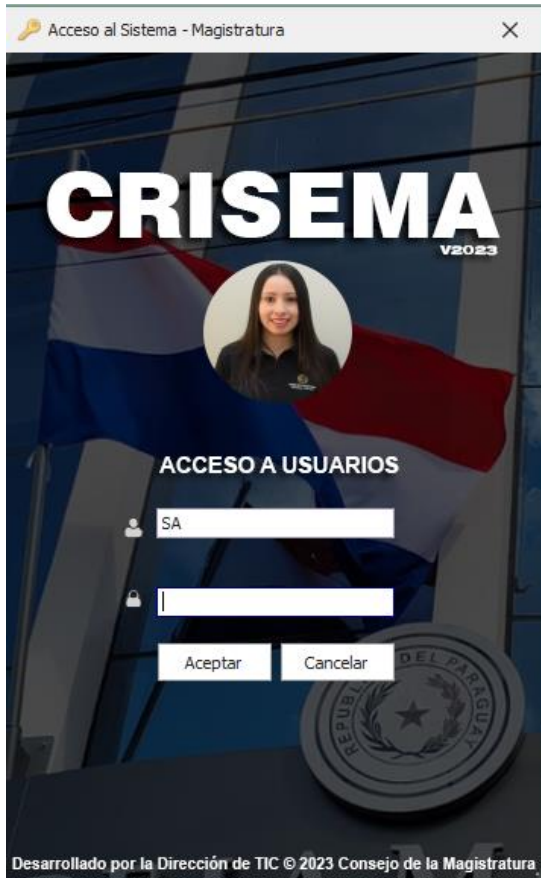 Acceso al Sistema - Magistratura
CRISEMA
V2023
ACCESO A USUARIOS
SA
Aceptar
Cancelar
REPUBLICA DEL PARAGUAY
Desarrollado por la Dirección de TIC © 2023 Consejo de la Magistratura